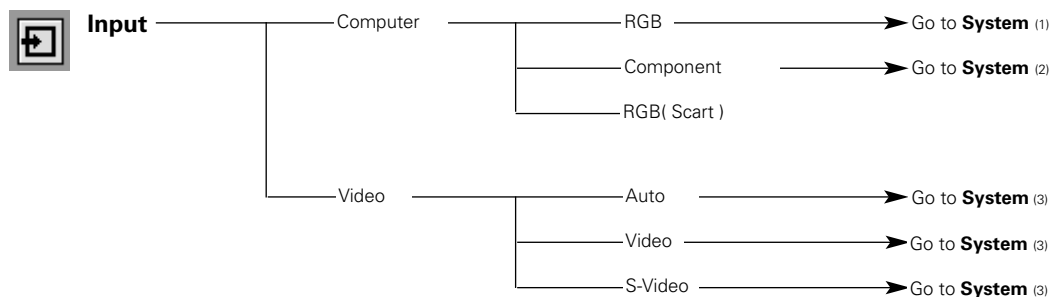 Input Computer RGB Go to System (1)
Component Go to System (2)
RGB( Scart )
Video Auto Go to System (3)
Video Go to System (3)
S-Video Go to System (3)